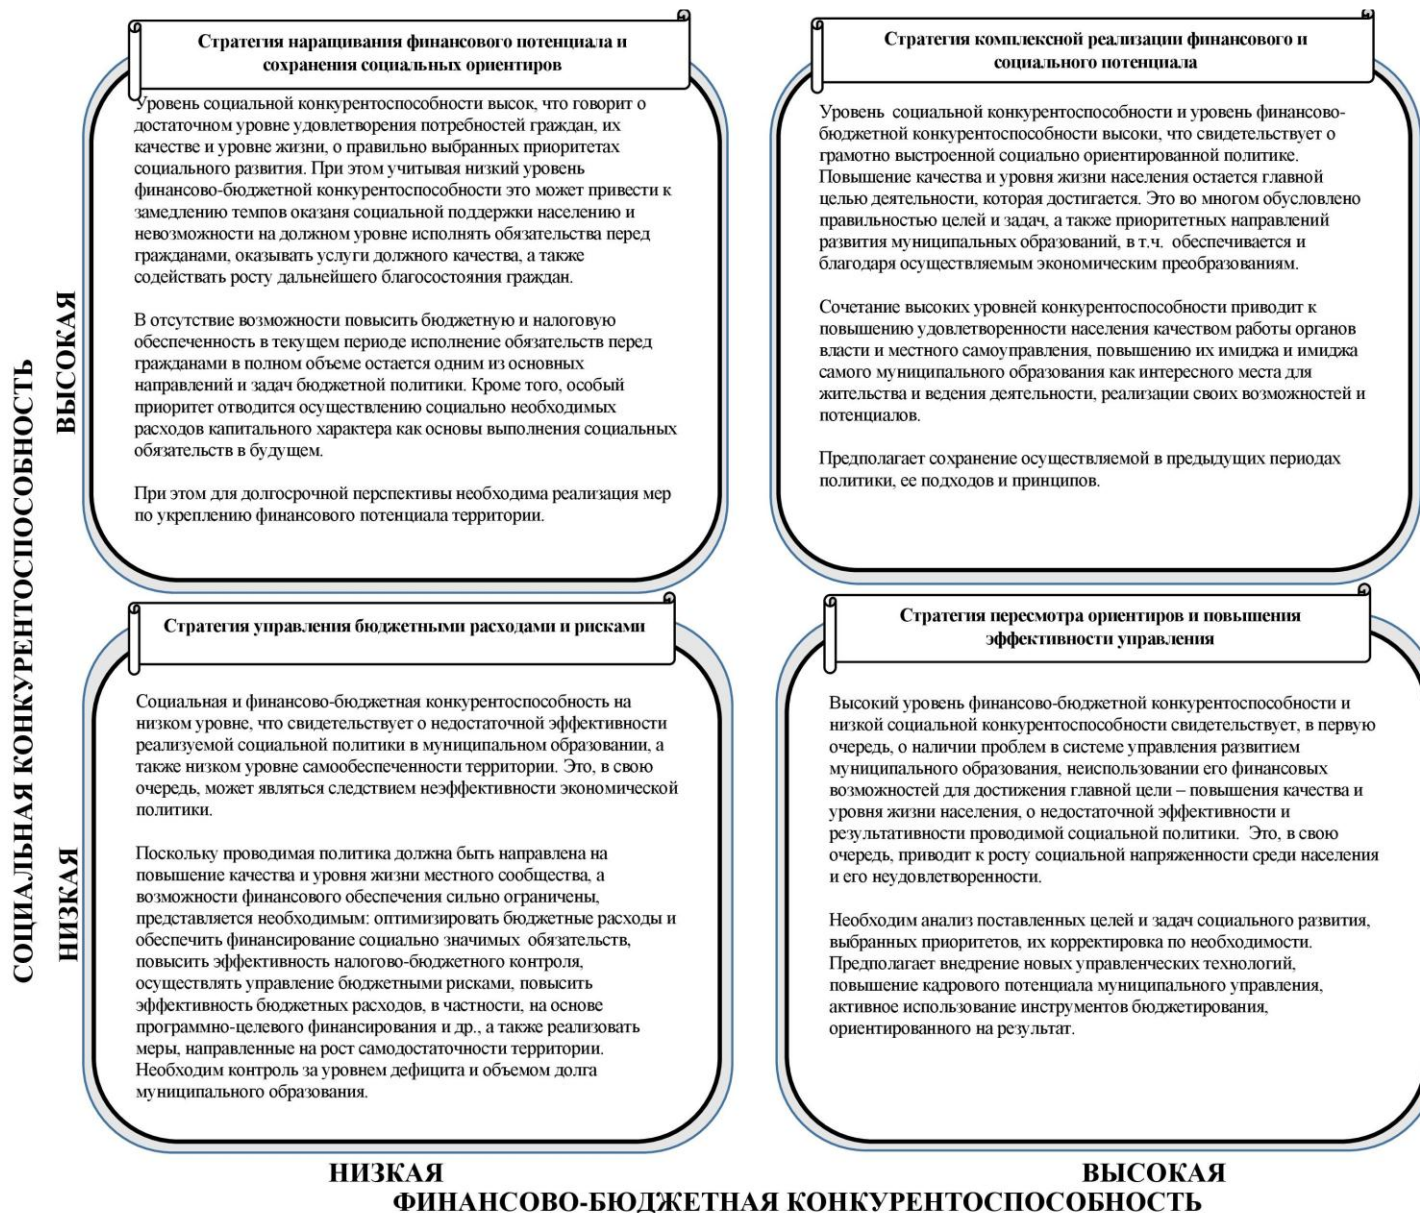 СОЦИАЛЬНАЯ КОНКУРЕНТОСПОСОБНОСТЬ
ВЫСОКАЯ
Стратегия наращивания финансового потенциала и
сохранения социальных ориентиров
Уровень социальной конкурентоспособности высок, что говорит о
достаточном уровне удовлетворения потребностей граждан, их
качестве и уровне жизни, о правильно выбранных приоритетах
социального развития. При этом учитывая низкий уровень
финансово-бюджетной конкурентоспособности это может привести к
замедлению темпов оказаня социальной поддержки населению и
невозможности на должном уровне исполнять обязательства перед
гражданами, оказывать услуги должного качества, а также
содействать росту дальнейшего благосостояния граждан.
В отсутствие возможности повысить бюджетную и налоговую
обеспеченность в текущем периоде исполнение обязательств перед
гражданами в полном объеме остается одним из основных
направлений и задач бюджетной политики. Кроме того, особый
приоритет отводится осуществлению социально необходимых
расходов капитального характера как основы выполнения социальных
обязательств в будущем.
При этом для долгосрочной перспективы необходима реализация мер
по укреплению финансового потенциала территории.
Стратегия комплексной реализации финансового и
социального потенциала
Уровень социальной конкурентоспособности и уровень финансово-
бюджетной конкурентоспособности высоки, что свидетельствует о
грамотно выстроенной социально ориентированной политике.
Повышение качества и уровня жизни населения остается главной
целью деятельности, которая достигается. Это во многом обусловлено
правильностью целей и задач, а также приоритетных направлений
развития муниципальных образований, в т.ч. обеспечивается и
благодаря осуществляемым экономическим преобразованиям.
Сочетание высоких уровней конкурентоспособности приводит к
повышению удовлетворенности населения качеством работы органов
власти и местного самоуправления, повышению их имиджа и имиджа
самого муниципального образования как интересного места для
жительства и ведения деятельности, реализации своих возможностей и
потенциалов.
Предполагает сохранение осуществляемой в предыдущих периодах
политики, ее подходов и принципов.
НИЗКАЯ
Стратегия управления бюджетными расходами и рисками
Социальная и финансово-бюджетная конкурентоспособность на
низком уровне, что свидетельствует о недостаточной эффективности
реализуемой социальной политики в муниципальном образовании, а
также низком уровне самообеспеченности территории. Это, в свою
очередь, может являться следствием неэффективности экономической
политики.
Поскольку проводимая политика должна быть направлена на
повышение качества и уровня жизни местного сообщества, а
возможности финансового обеспечения сильно ограничены,
представляется необходимым: оптимизировать бюджетные расходы и
обеспечить финансирование социально значимых обязательств,
повысить эффективность налогово-бюджетного контроля,
осуществлять управление бюджетными рисками, повысить
эффективность бюджетных расходов, в частности, на основе
программно-целевого финансирования и др., а также реализовать
меры, направленные на рост самодостаточности территории.
Необходим контроль за уровнем дефицита и объемом долга
муниципального образования.
Стратегия пересмотра ориентиров и повышения
эффективности управления
Высокий уровень финансово-бюджетной конкурентоспособности и
низкой социальной конкурентоспособности свидетельствует, в первую
очередь, о наличии проблем в системе управления развитием
муниципального образования, неиспользовании его финансовых
возможностей для достижения главной цели – повышения качества и
уровня жизни населения, о недостаточной эффективности и
результативности проводимой социальной политики. Это, в свою
очередь, приводит к росту социальной напряженности среди населения
и его неудовлетворенности.
Необходим анализ поставленных целей и задач социального развития,
выбранных приоритетов, их корректировка по необходимости.
Предполагает внедрение новых управленческих технологий,
повышение кадрового потенциала муниципального управления,
активное использование инструментов бюджетирования,
ориентированного на результат.
НИЗКАЯ
ВЫСОКАЯ
ФИНАНСОВО-БЮДЖЕТНАЯ КОНКУРЕНТОСПОСОБНОСТЬ